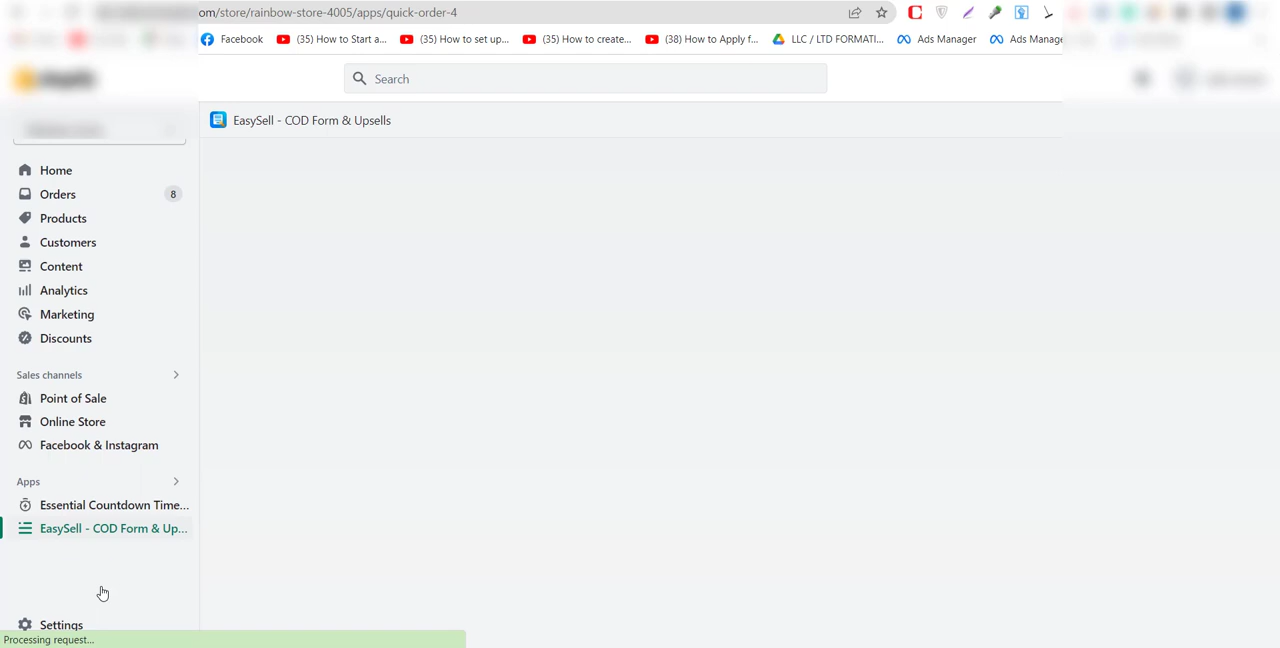 om/store/rainbow-store-4005/apps/quick-order-4
Facebook
(35) How to Start a...
(35) How to set up...
(35) How to create...
(38) How to Apply f...
LLC / LTD FORMATI...
Ads Manager
Ads Manage
Search
EasySell - COD Form & Upsells
Home
Orders 8
Products
Customers
Content
Analytics
Marketing
Discounts
Sales channels
Point of Sale
Online Store
Facebook & Instagram
Apps
Essential Countdown Time...
EasySell - COD Form & Up...
Settings
Processing request...